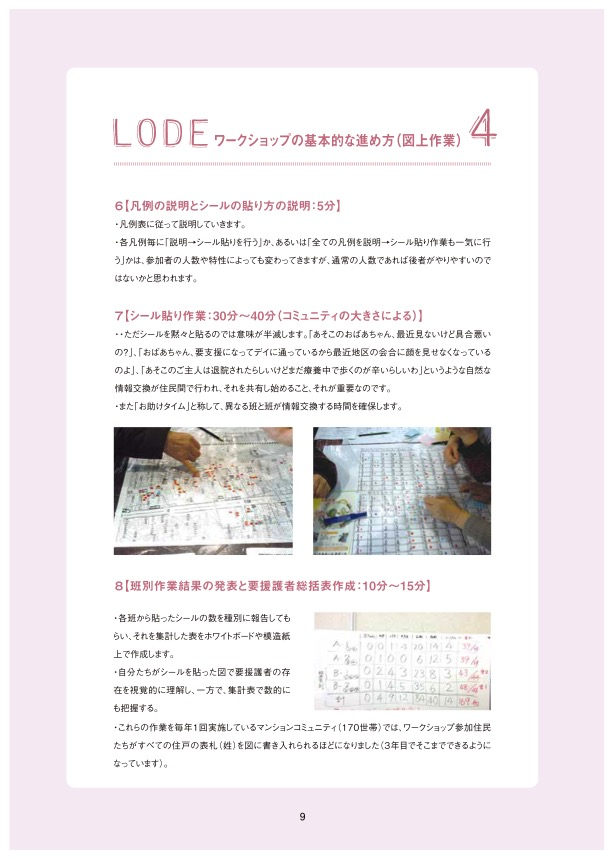 LODE ワークショップの基本的な進め方（図上作業） 4
６【凡例の説明とシールの貼り方の説明：5分】
・凡例表に従って説明していきます。
・各凡例毎に「説明→シール貼りを行う」か、あるいは「全ての凡例を説明→シール貼り作業も一気に行
う」かは、参加者の人数や特性によっても変わってきますが、通常の人数であれば後者がやりやすいので
はないかと思われます。
７【シール貼り作業：30分～40分（コミュニティの大きさによる）】
・・ただシールを黙々と貼るのでは意味が半減します。「あそこのおばあちゃん、最近見ないけど具合悪い
の？」、「おばあちゃん、要支援になってデイに通っているから最近地区の会合に顔を見せなくなっている
のよ」、「あそこのご主人は退院されたらしいけどまだ療養中で歩くのが辛いらしいわ」というような自然な
情報交換が住民間で行われ、それを共有し始めること、それが重要なのです。
・また「お助けタイム」と称して、異なる班と班が情報交換する時間を確保します。
８【班別作業結果の発表と要援護者総括表作成：10分～15分】
・各班から貼ったシールの数を種別に報告しても
らい、それを集計した表をホワイトボードや模造紙
上で作成します。
・自分たちがシールを貼った図で要援護者の存
在を視覚的に理解し、一方で、集計表で数的に
も把握する。
・これらの作業を毎年1回実施しているマンションコミュニティ（170世帯）では、ワークショップ参加住民
たちがすべての住戸の表札（姓）を図に書き入れられるほどになりました（3年目でそこまでできるように
なっています）。
9